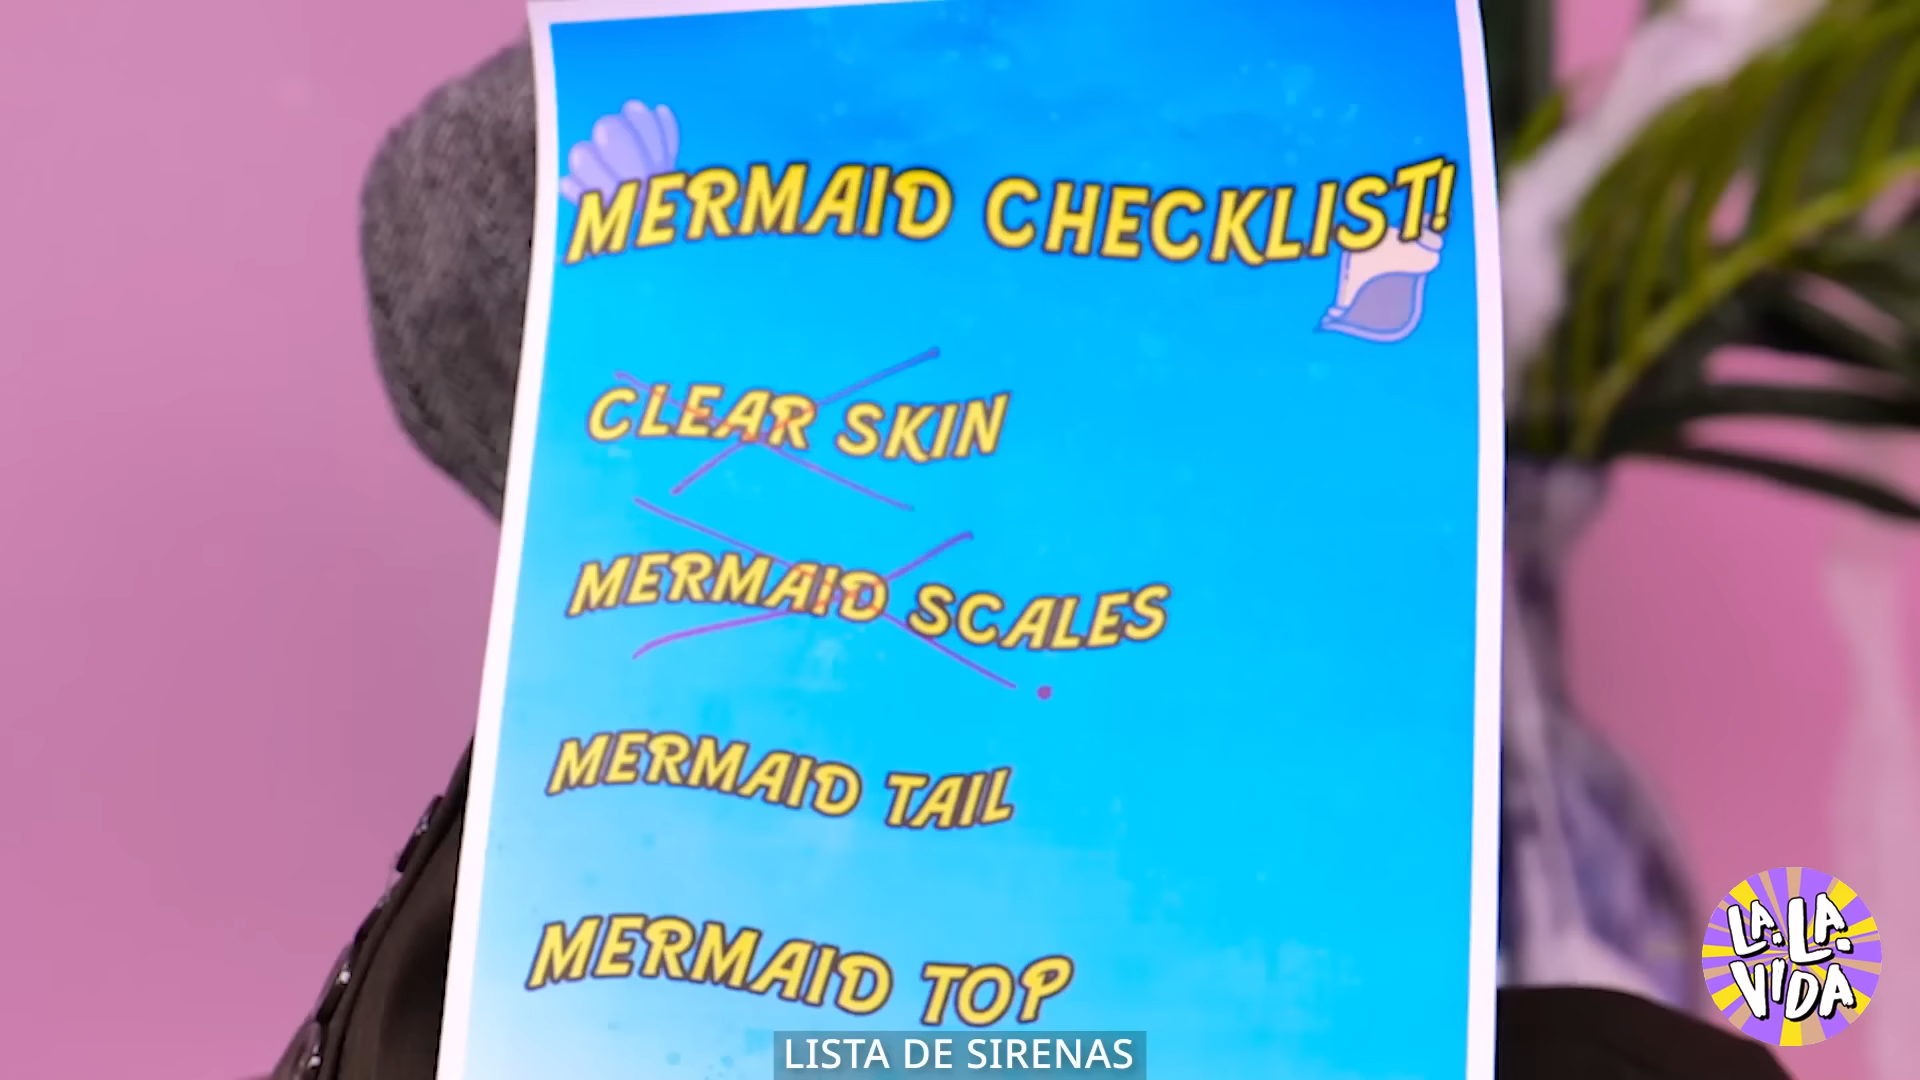 MERMAID CHECKLIST!
CLEAR SKIN
MERMAID SCALES
MERMAID TAIL
MERMAID TOP
LISTA DE SIRENAS
LA LA
VIDA